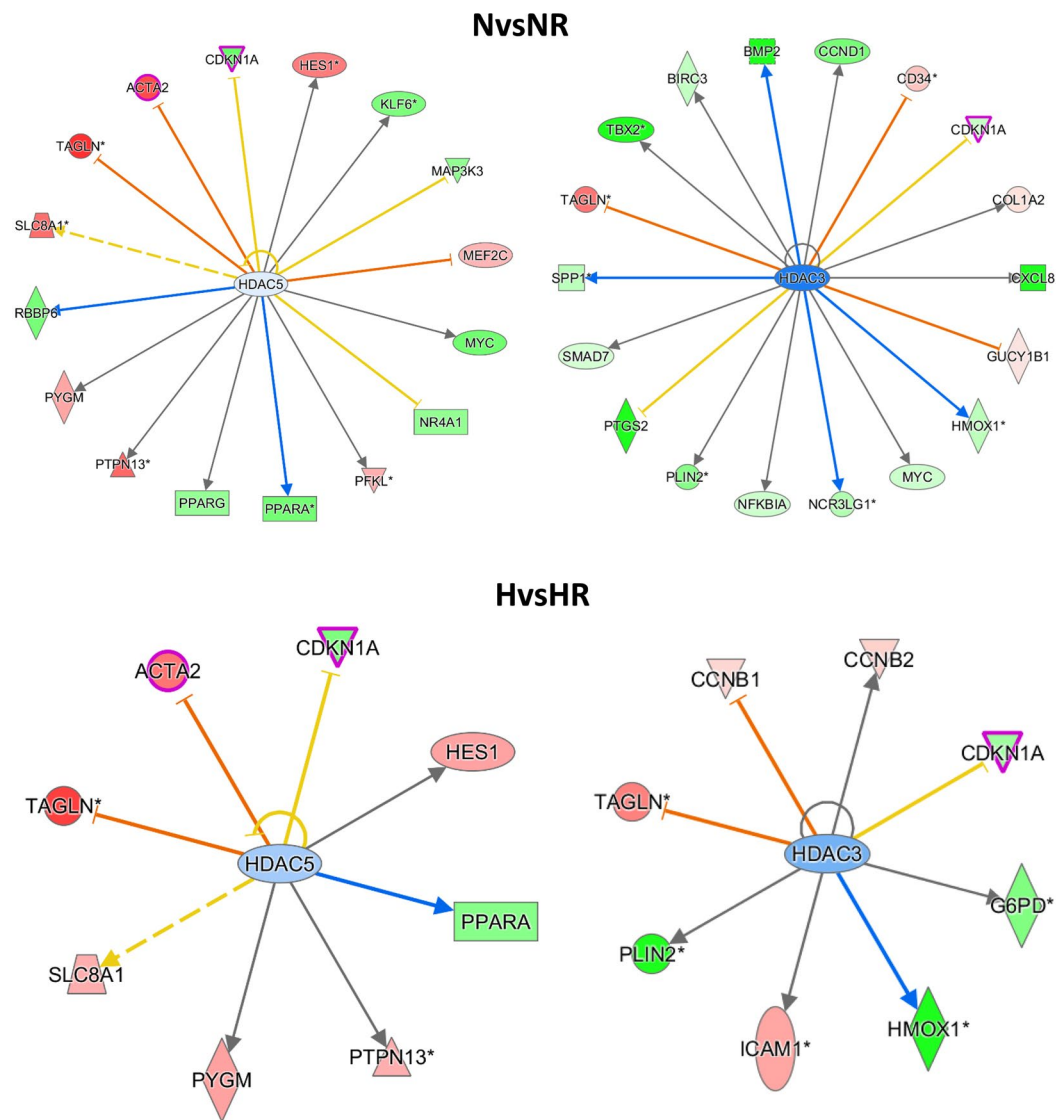 NvsNR
CDKN1A
HES1*
ACTA2
KLF6*
TAGLN*
MAP3K3
SLC8A1*
MEF2C
HDAC5
RBBP6
MYC
PYGM
NR4A1
PTPN13*
PFKL*
PPARG
PPARA*
BMP2
CCND1
BIRC3
CD34*
TBX2*
CDKN1A
TAGLN*
COL1A2
SPP1*
HDAC3
CXCL8
SMAD7
GUCY1B1
PTGS2
HMOX1*
PLIN2*
MYC
NFKBIA
NCR3LG1*
HvsHR
CDKN1A
ACTA2
HES1
TAGLN*
HDAC5
PPARA
SLC8A1
PTPN13*
PYGM
CCNB2
CCNB1
CDKN1A
TAGLN*
HDAC3
G6PD*
PLIN2*
HMOX1*
ICAM1*